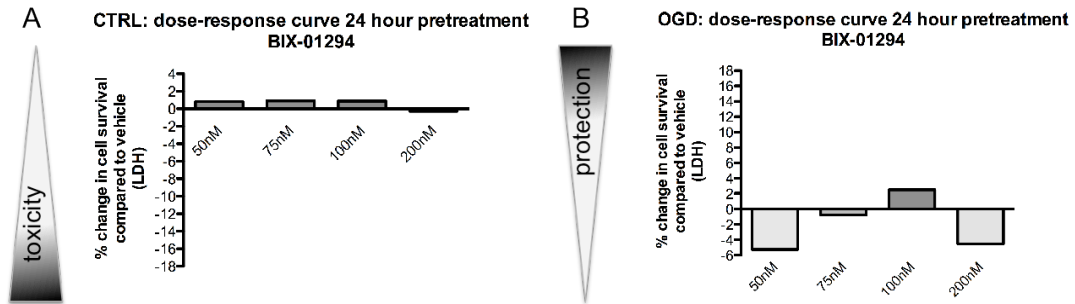 A
CTRL: dose-response curve 24 hour pretreatment
BIX-01294
toxicity
% change in cell survival
compared to vehicle
(LDH)
4
2
0
-2
-4
-6
-8
-10
-12
-14
-16
-18
50nM
75nM
100nM
200nM
B
OGD: dose-response curve 24 hour pretreatment
BIX-01294
protection
% change in cell survival
compared to vehicle
(LDH)
18
16
14
12
10
8
6
4
2
0
-2
-4
-6
50nM
75nM
100nM
200nM